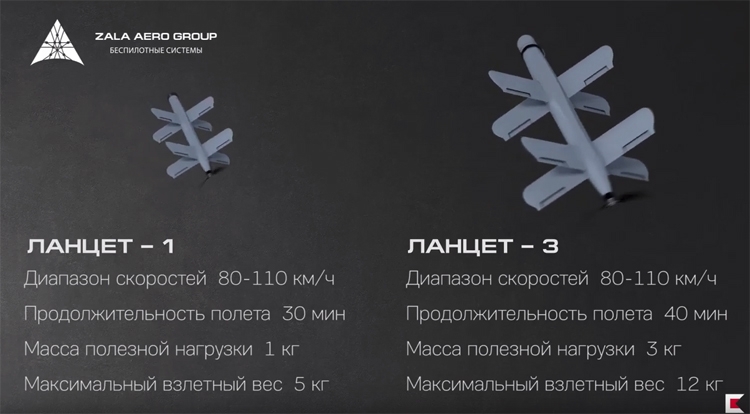 ZALA AERO GROUP
БЕСПИЛОТНЫЕ СИСТЕМЫ
ЛАНЦЕТ – 1
Диапазон скоростей 80-110 км/ч
Продолжительность полета 30 мин
Масса полезной нагрузки 1 кг
Максимальный взлетный вес 5 кг
ЛАНЦЕТ – 3
Диапазон скоростей 80-110 км/ч
Продолжительность полета 40 мин
Масса полезной нагрузки 3 кг
Максимальный взлетный вес 12 кг